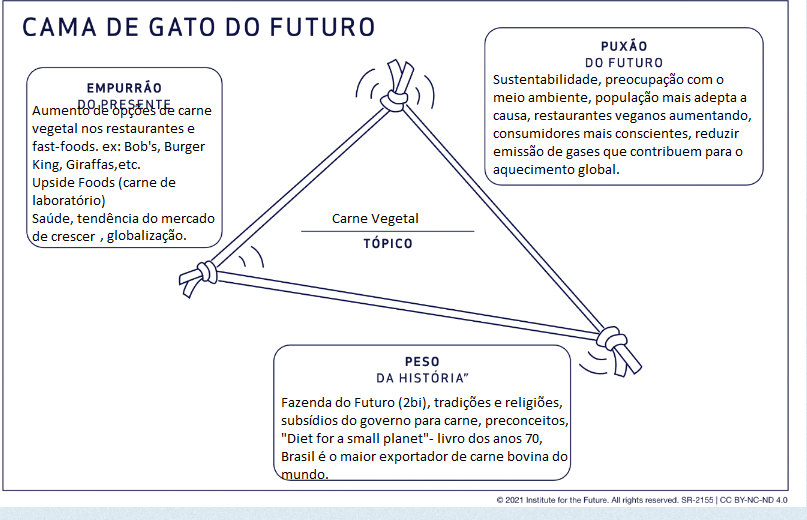 CAMA DE GATO DO FUTURO
EMPURRÃO
DO PRESENTE
Aumento de opções de carne
vegetal nos restaurantes e
fast-foods. ex: Bob's, Burger
King, Giraffas,etc.
Upside Foods (carne de
laboratório)
Saúde, tendência do mercado
de crescer , globalização.
PUXÃO
DO FUTURO
Sustentabilidade, preocupação com o
meio ambiente, população mais adepta a
causa, restaurantes veganos aumentando,
consumidores mais conscientes, reduzir
emissão de gases que contribuem para o
aquecimento global.
Carne Vegetal
TÓPICO
PESO
DA HISTÓRIA”
Fazenda do Futuro (2bi), tradições e religiões,
subsídios do governo para carne, preconceitos,
"Diet for a small planet"- livro dos anos 70,
Brasil é o maior exportador de carne bovina do
mundo.
© 2021 Institute for the Future. All rights reserved. SR-2155 | CC BY-NC-ND 4.0